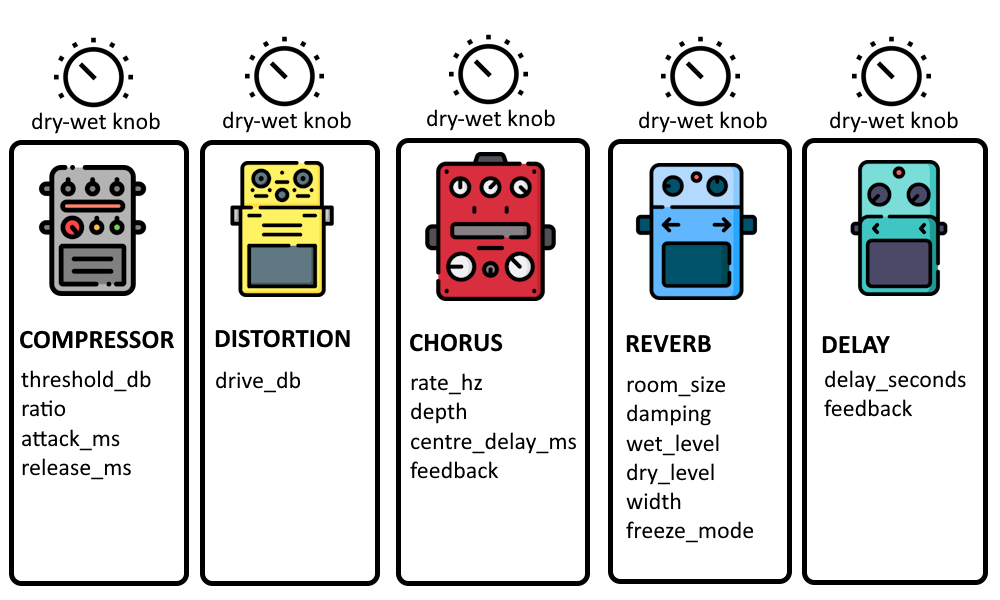 dry-wet knob
dry-wet knob
dry-wet knob
dry-wet knob
dry-wet knob
COMPRESSOR
threshold_db
ratio
attack_ms
release_ms
DISTORTION
drive_db
CHORUS
rate_hz
depth
centre_delay_ms
feedback
REVERB
room_size
damping
wet_level
dry_level
width
freeze_mode
DELAY
delay_seconds
feedback